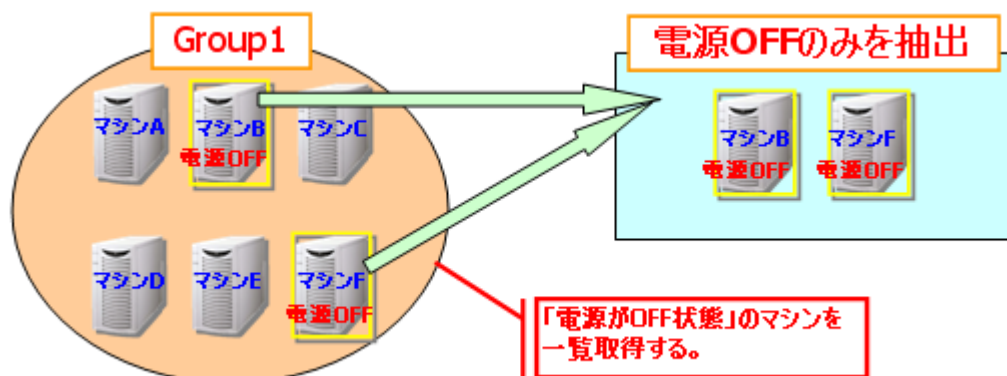 Group1
電源OFFのみを抽出
マシンA
マシンB
電源OFF
マシンC
マシンB
電源OFF
マシンF
電源OFF
マシンD
マシンE
マシンF
電源OFF
「電源がOFF状態」のマシンを
一覧取得する。